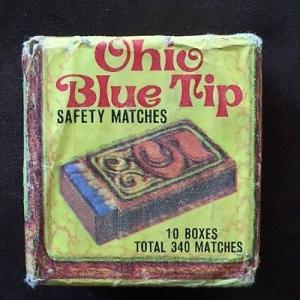 Ohio
Blue Tip
SAFETY MATCHES
10 BOXES
TOTAL 340 MATCHES